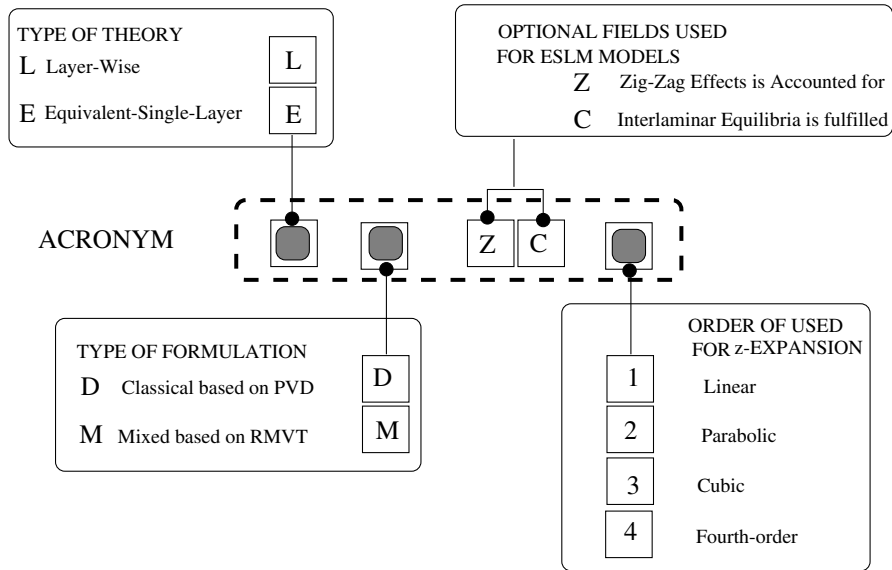 TYPE OF THEORY
L Layer-Wise
L
E Equivalent-Single-Layer
E
OPTIONAL FIELDS USED
FOR ESLM MODELS
Z Zig-Zag Effects is Accounted for
C Interlaminar Equilibria is fulfilled
ACRONYM
Z C
TYPE OF FORMULATION
D Classical based on PVD
D
M Mixed based on RMVT
M
ORDER OF USED
FOR z-EXPANSION
1 Linear
2 Parabolic
3 Cubic
4 Fourth-order